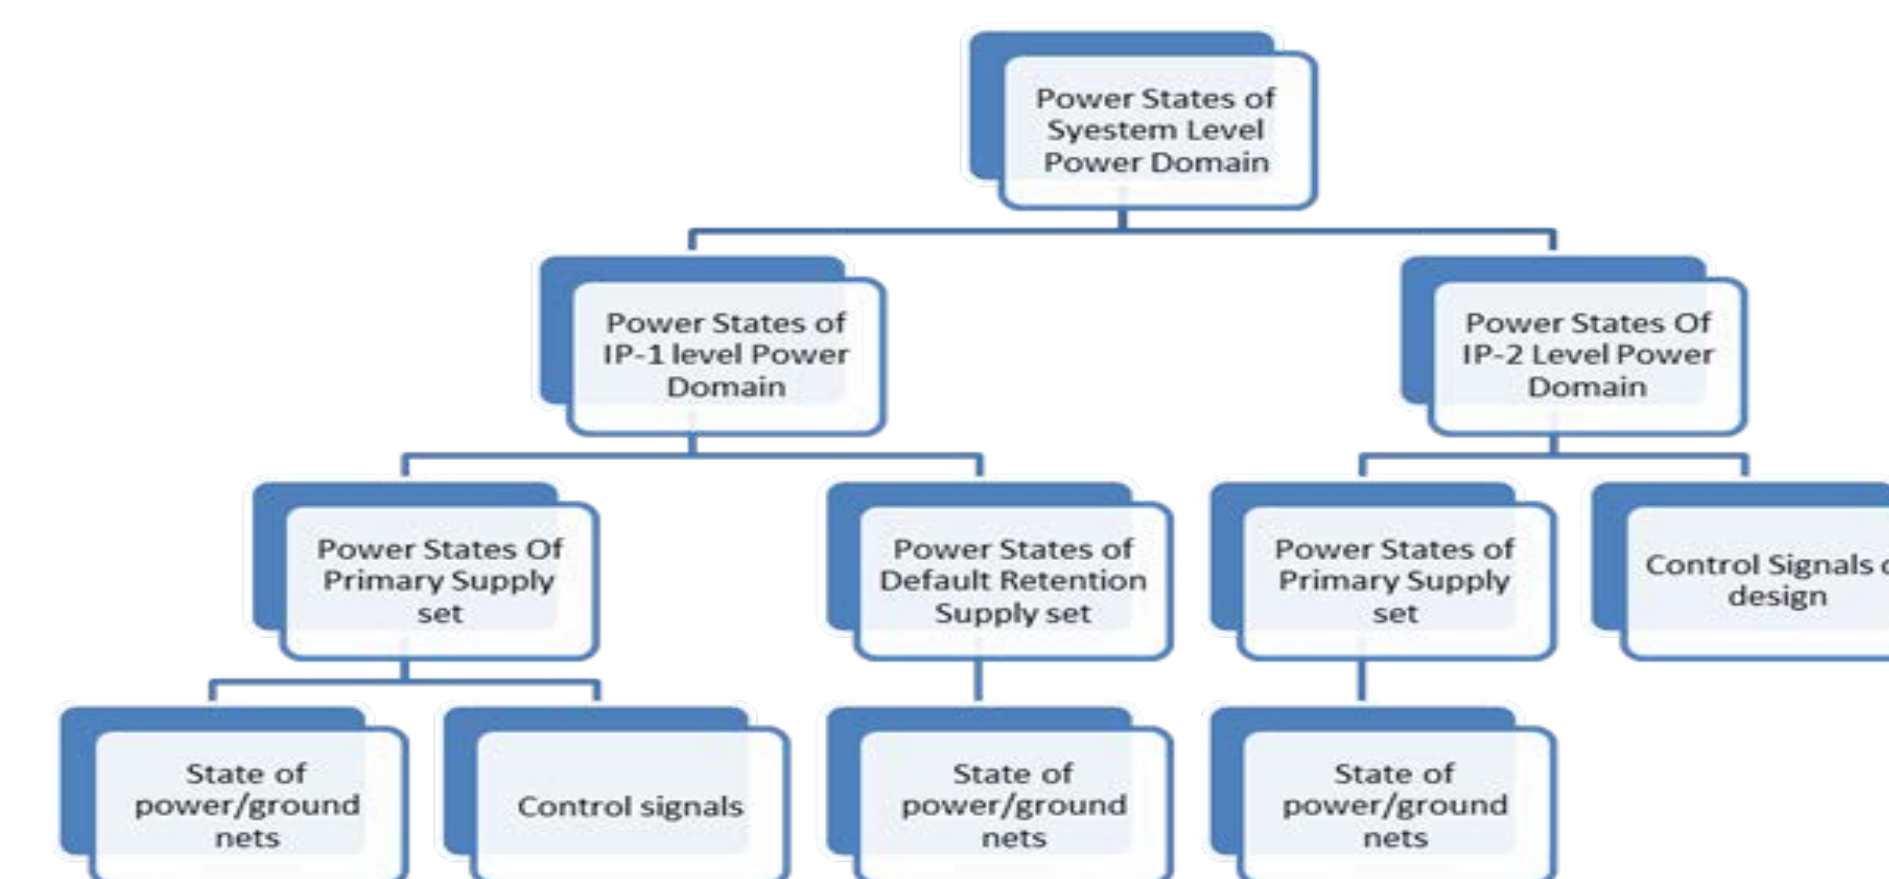 Power States of
Syestem Level
Power Domain
Power States of
IP-1 level Power
Domain
Power States Of
IP-2 Level Power
Domain
Power States Of
Primary Supply
set
Power States of
Default Retention
Supply set
Power States of
Primary Supply
set
Control Signals
design
State of
power/ground
nets
Control signals
State of
power/ground
nets
State of
power/ground
nets